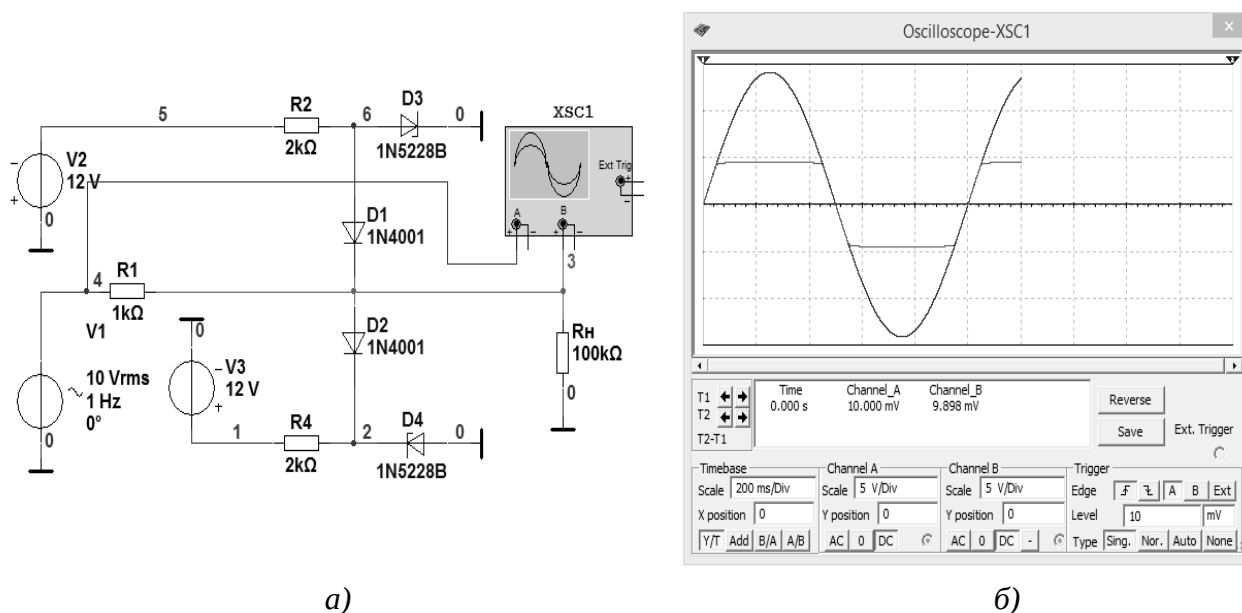 5
R2
2kΩ
6
D3
1N5228B
0
XSC1
Ext Trig
+
−
A
B
+ − + −
−
V2
12 V
+
0
D1
1N4001
3
4
R1
1kΩ
V1
0
D2
1N4001
Rн
100kΩ
0
− V3
12 V
+
10 Vrms
1 Hz
0°
0
1
R4
2kΩ
2
D4
1N5228B
0
а)
Oscilloscope-XSC1
x
1
2
T1
T2
T2-T1
Time Channel_A Channel_B
0.000 s 10.000 mV 9.898 mV
Reverse
Save
Ext. Trigger
Timebase
Scale 200 ms/Div
X position 0
Y/T Add B/A A/B
Channel A
Scale 5 V/Div
Y position 0
AC 0 DC
Channel B
Scale 5 V/Div
Y position 0
AC 0 DC -
Trigger
Edge A B Ext
Level 10 mV
Type Sing. Nor. Auto None
б)